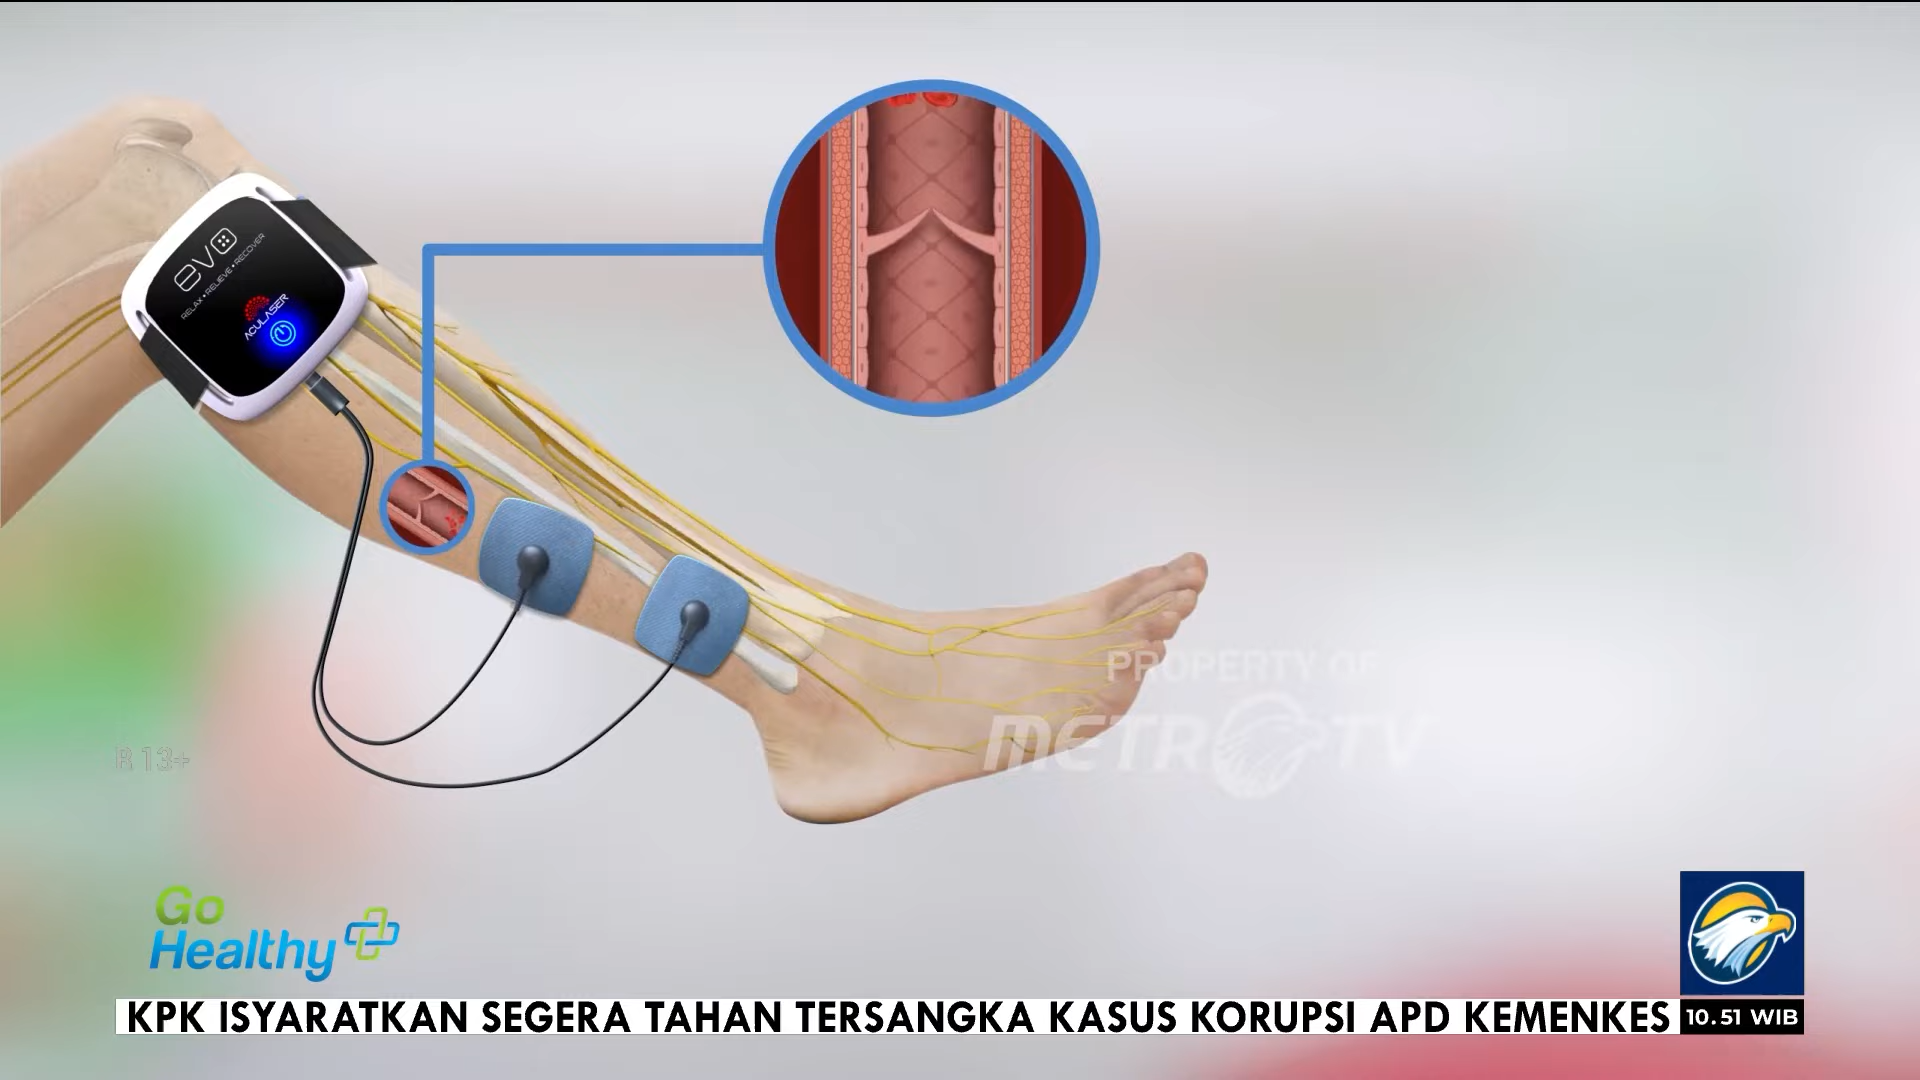 evo
RELAX • RELIEVE • RECOVER
ACULASER
PROPERTY OF
METRO TV
R 13+
Go
Healthy
KPK ISYARATKAN SEGERA TAHAN TERSANGKA KASUS KORUPSI APD KEMENKES
10.51 WIB